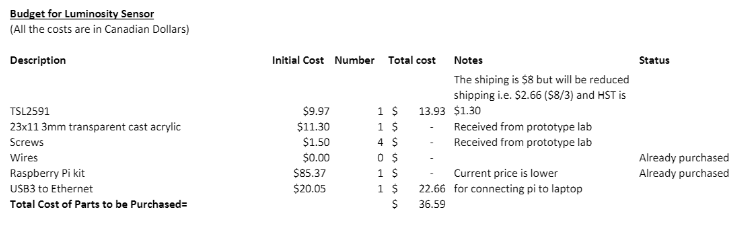 Budget for Luminosity Sensor
(All the costs are in Canadian Dollars)
Description Initial Cost Number Total cost Notes Status
The shiping is $8 but will be reduced
shipping i.e. $2.66 ($8/3) and HST is
TSL2591 $9.97 1 $ 13.93 $1.30
23x11 3mm transparent cast acrylic $11.30 1 $ - Received from prototype lab
Screws $1.50 4 $ - Received from prototype lab
Wires $0.00 0 $ - Already purchased
Raspberry Pi kit $85.37 1 $ - Current price is lower Already purchased
USB3 to Ethernet $20.05 1 $ 22.66 for connecting pi to laptop
Total Cost of Parts to be Purchased= $ 36.59